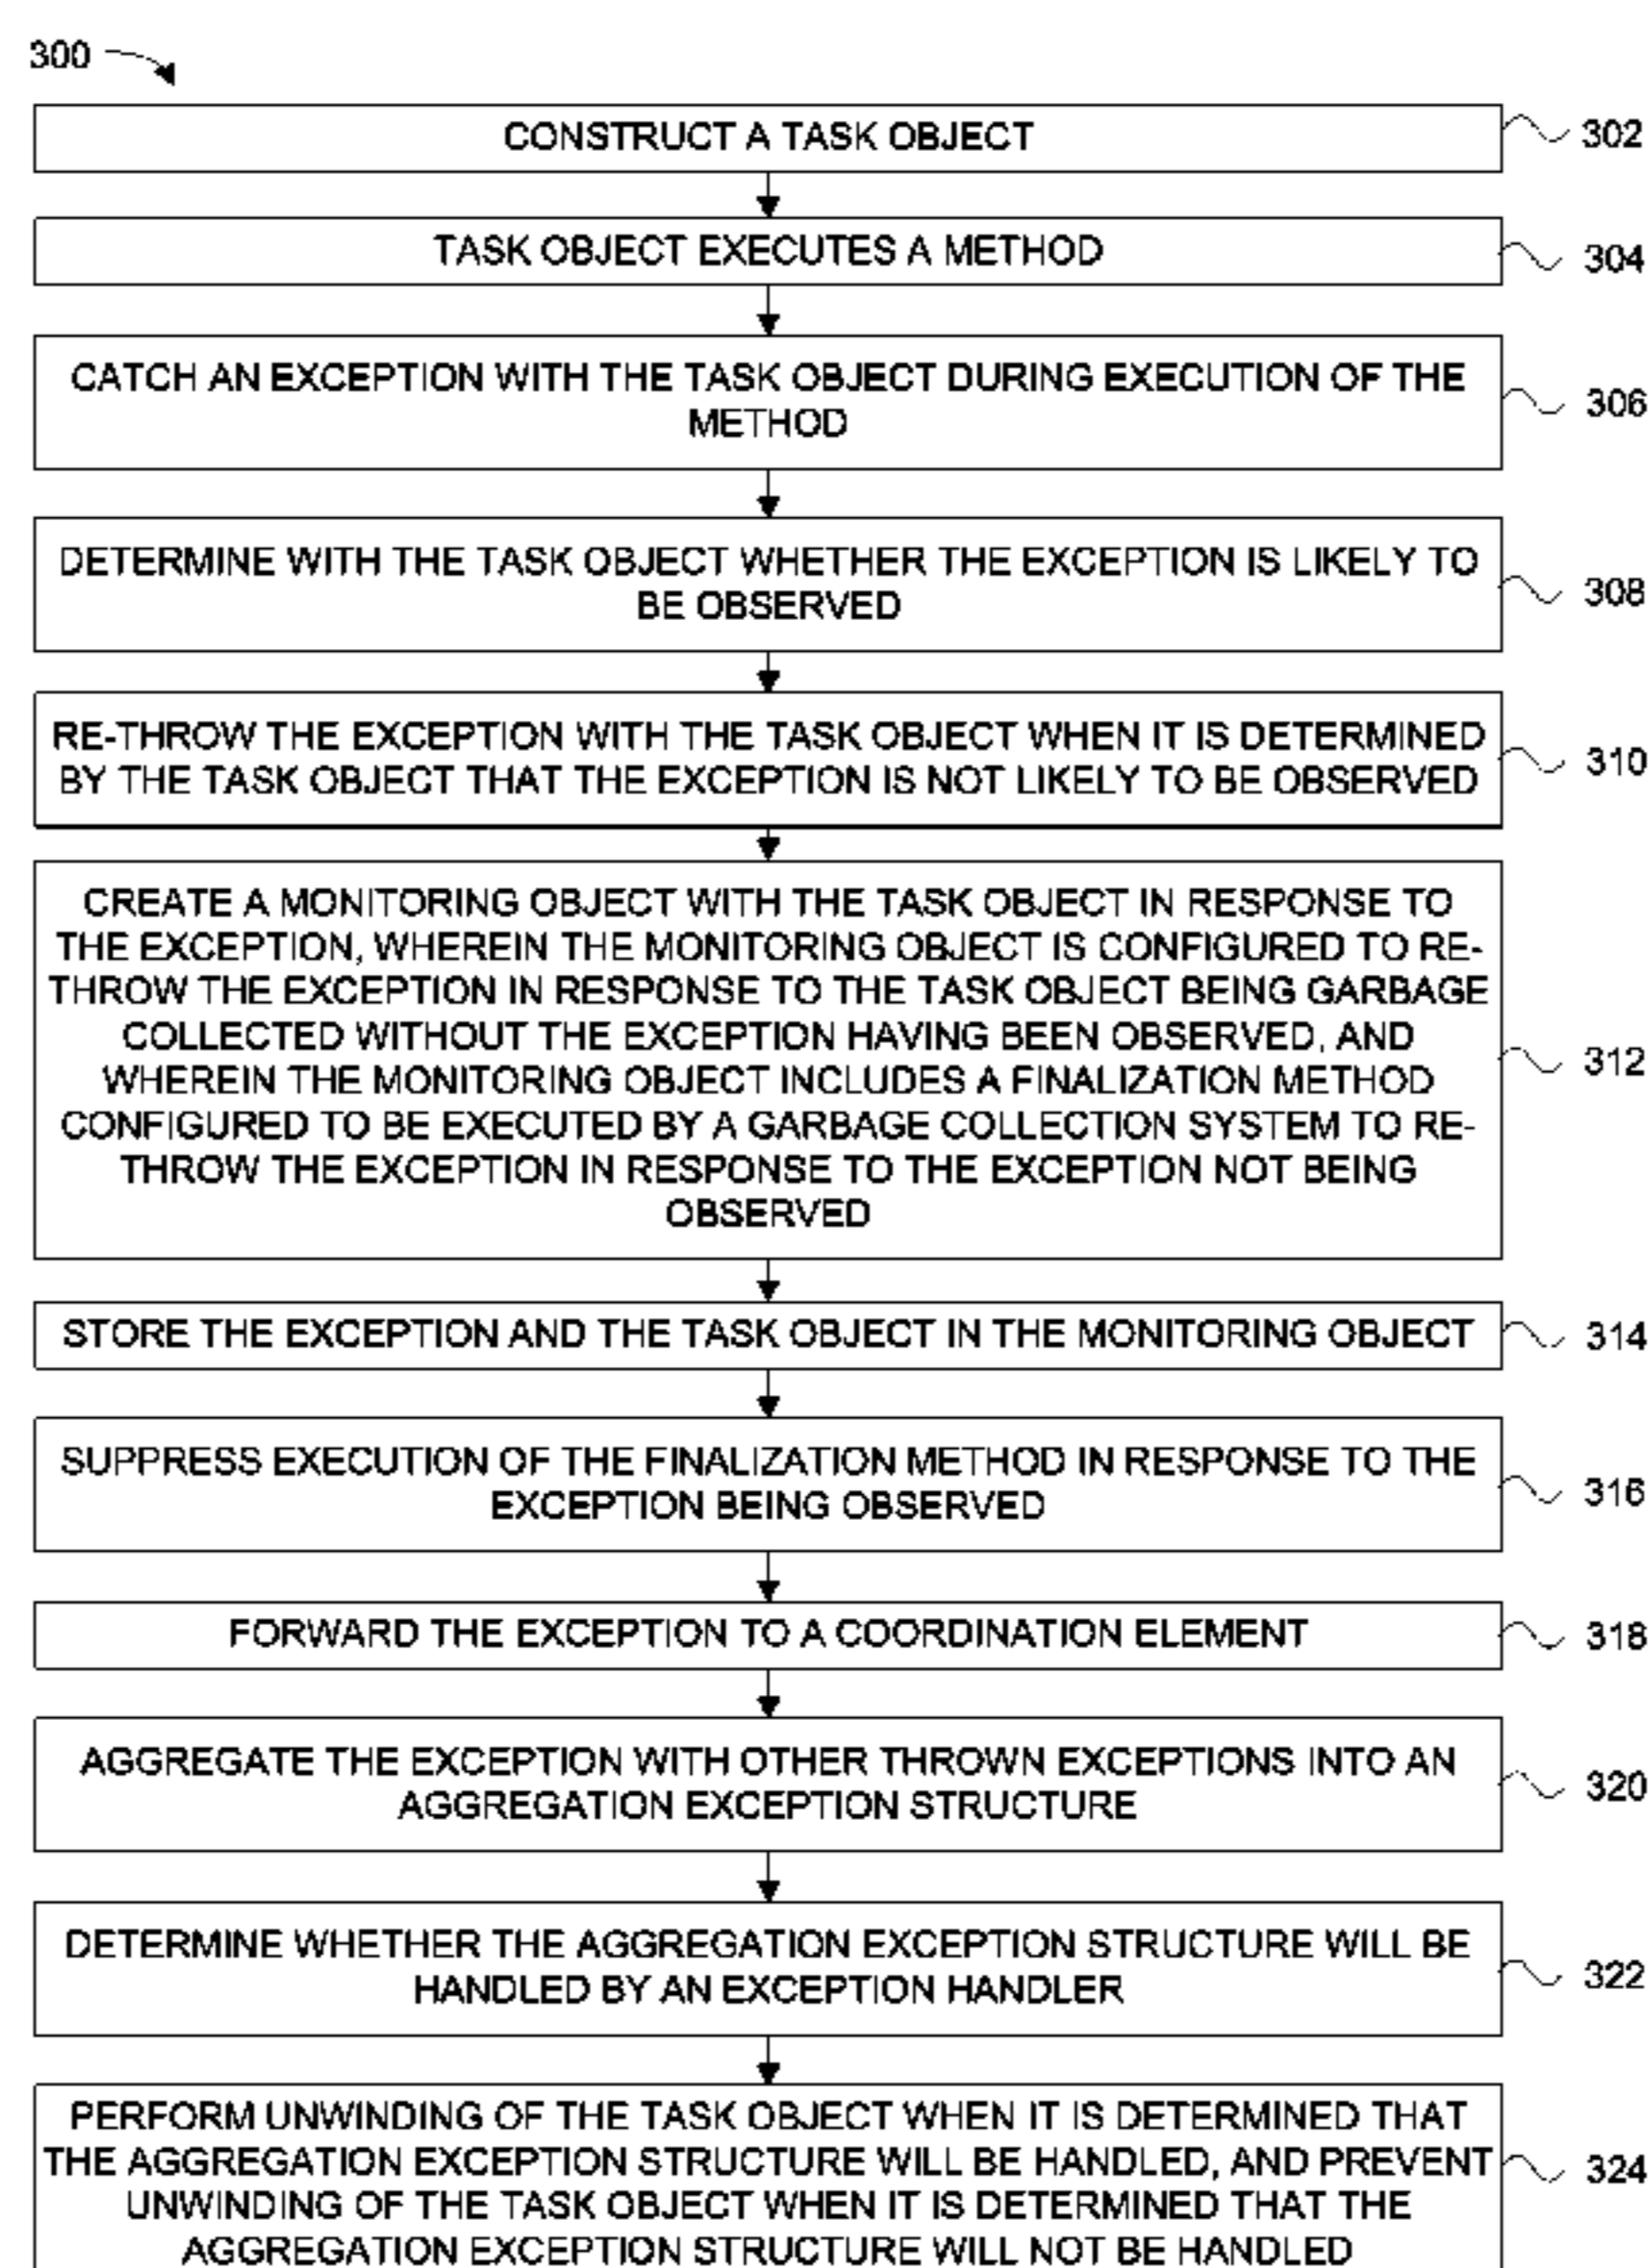 300
CONSTRUCT A TASK OBJECT
302
TASK OBJECT EXECUTES A METHOD
304
CATCH AN EXCEPTION WITH THE TASK OBJECT DURING EXECUTION OF THE
METHOD
306
DETERMINE WITH THE TASK OBJECT WHETHER THE EXCEPTION IS LIKELY TO
BE OBSERVED
308
RE-THROW THE EXCEPTION WITH THE TASK OBJECT WHEN IT IS DETERMINED
BY THE TASK OBJECT THAT THE EXCEPTION IS NOT LIKELY TO BE OBSERVED
310
CREATE A MONITORING OBJECT WITH THE TASK OBJECT IN RESPONSE TO
THE EXCEPTION, WHEREIN THE MONITORING OBJECT IS CONFIGURED TO RE-
THROW THE EXCEPTION IN RESPONSE TO THE TASK OBJECT BEING GARBAGE
COLLECTED WITHOUT THE EXCEPTION HAVING BEEN OBSERVED, AND
WHEREIN THE MONITORING OBJECT INCLUDES A FINALIZATION METHOD
CONFIGURED TO BE EXECUTED BY A GARBAGE COLLECTION SYSTEM TO RE-
THROW THE EXCEPTION IN RESPONSE TO THE EXCEPTION NOT BEING
OBSERVED
312
STORE THE EXCEPTION AND THE TASK OBJECT IN THE MONITORING OBJECT
314
SUPPRESS EXECUTION OF THE FINALIZATION METHOD IN RESPONSE TO THE
EXCEPTION BEING OBSERVED
316
FORWARD THE EXCEPTION TO A COORDINATION ELEMENT
318
AGGREGATE THE EXCEPTION WITH OTHER THROWN EXCEPTIONS INTO AN
AGGREGATION EXCEPTION STRUCTURE
320
DETERMINE WHETHER THE AGGREGATION EXCEPTION STRUCTURE WILL BE
HANDLED BY AN EXCEPTION HANDLER
322
PERFORM UNWINDING OF THE TASK OBJECT WHEN IT IS DETERMINED THAT
THE AGGREGATION EXCEPTION STRUCTURE WILL BE HANDLED, AND PREVENT
UNWINDING OF THE TASK OBJECT WHEN IT IS DETERMINED THAT THE
AGGREGATION EXCEPTION STRUCTURE WILL NOT BE HANDLED
324